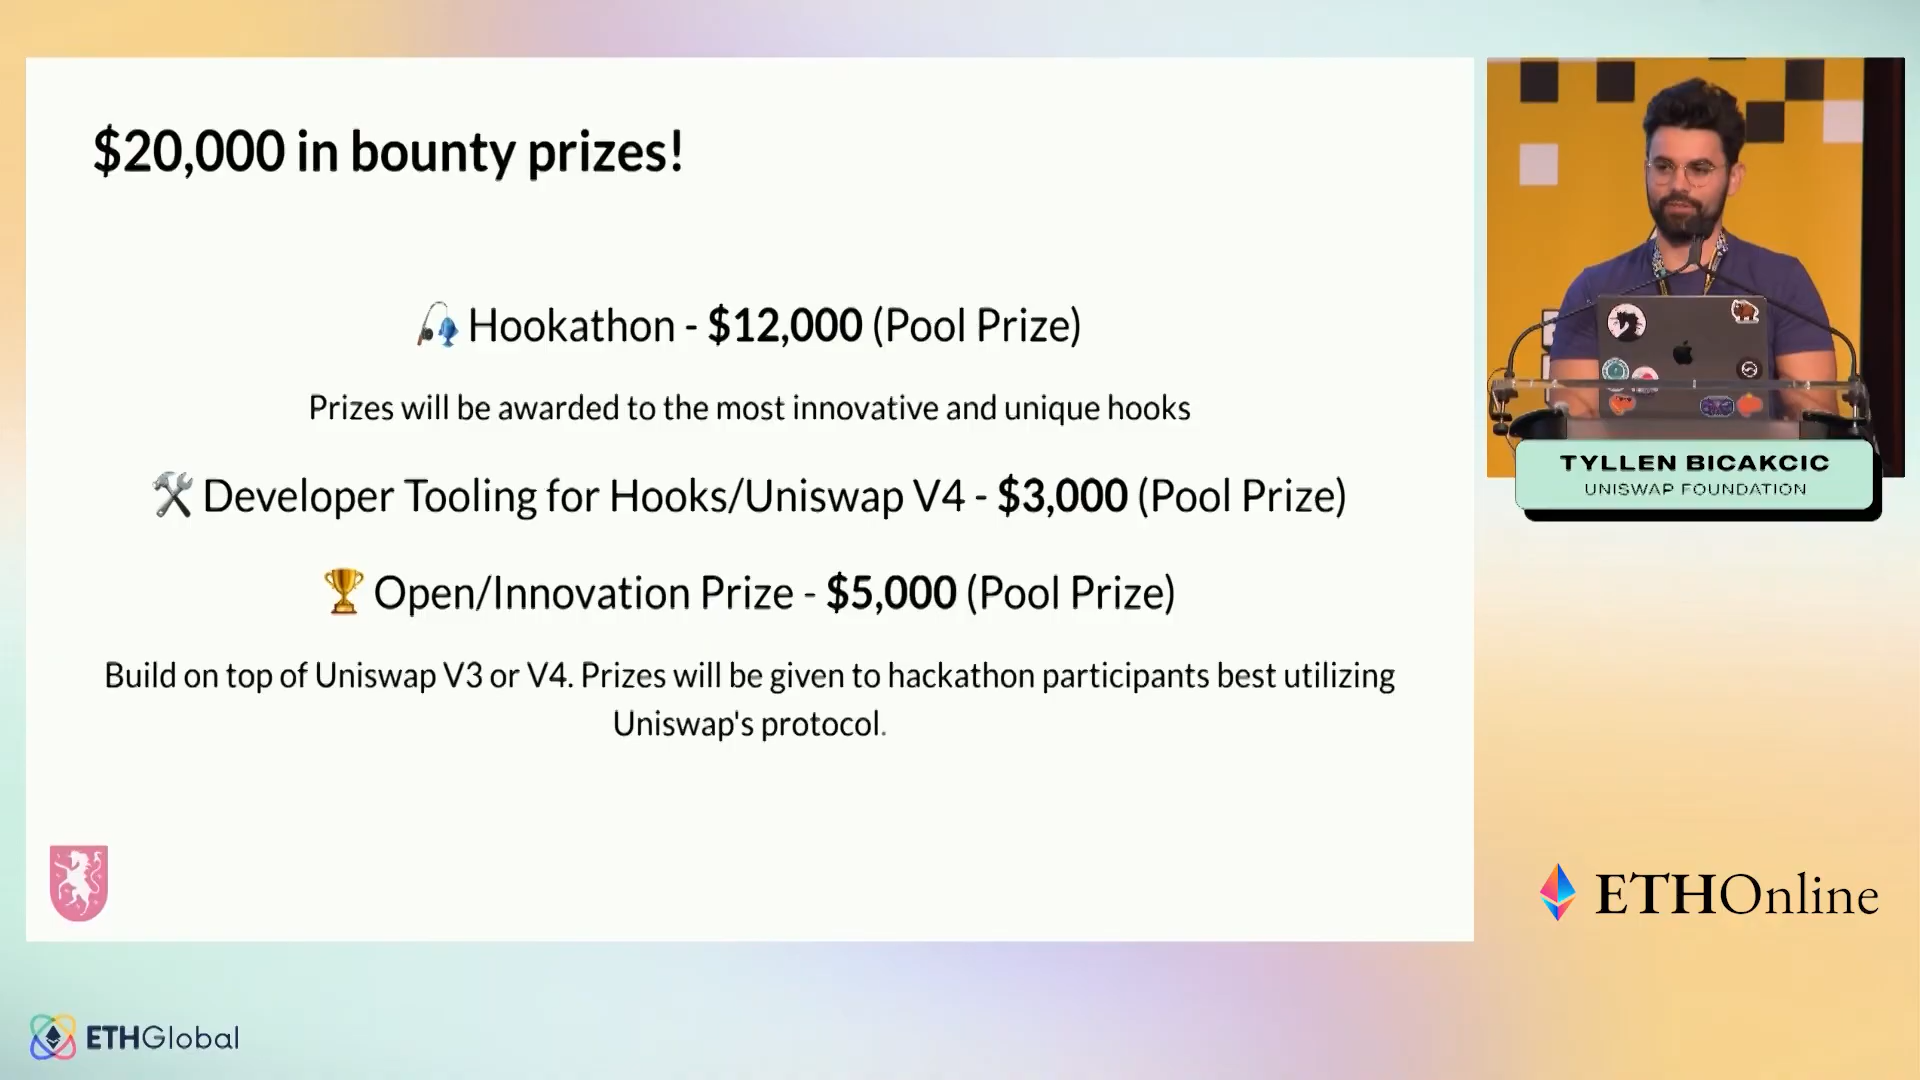 $20,000 in bounty prizes!
🎣 Hookathon - $12,000 (Pool Prize)
Prizes will be awarded to the most innovative and unique hooks
🛠 Developer Tooling for Hooks/Uniswap V4 - $3,000 (Pool Prize)
🏆 Open/Innovation Prize - $5,000 (Pool Prize)
Build on top of Uniswap V3 or V4. Prizes will be given to hackathon participants best utilizing
Uniswap's protocol.
TYLLEN BICAKCIC
UNISWAP FOUNDATION
ETHOnline
ETHGlobal